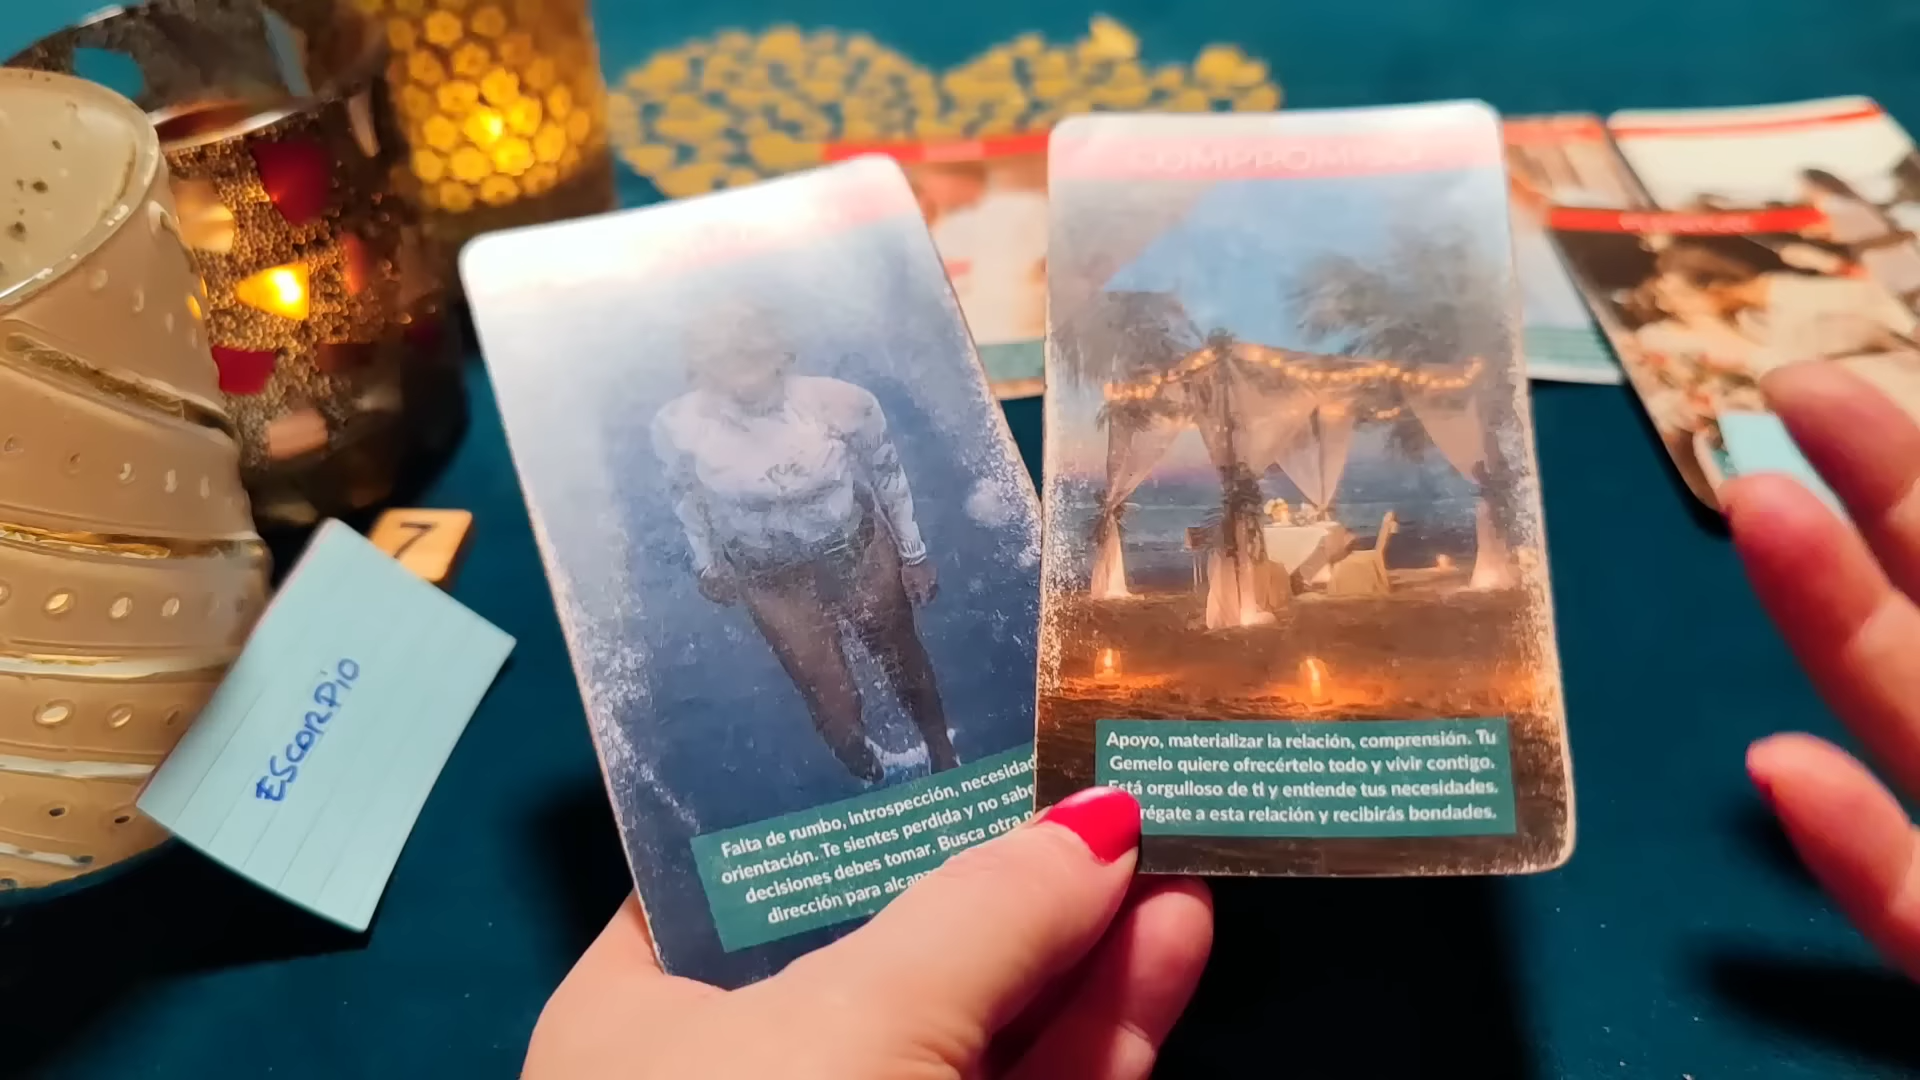 COMPROMISO
7
ESCORPIO
Falta de rumbo, introspección, necesidad
orientación. Te sientes perdida y no sabe
decisiones debes tomar. Busca otra
dirección para
Apoyo, materializar la relación, comprensión. Tu
Gemelo quiere ofrecértelo todo y vivir contigo.
Está orgulloso de ti y entiende tus necesidades.
régate a esta relación y recibirás bondades.